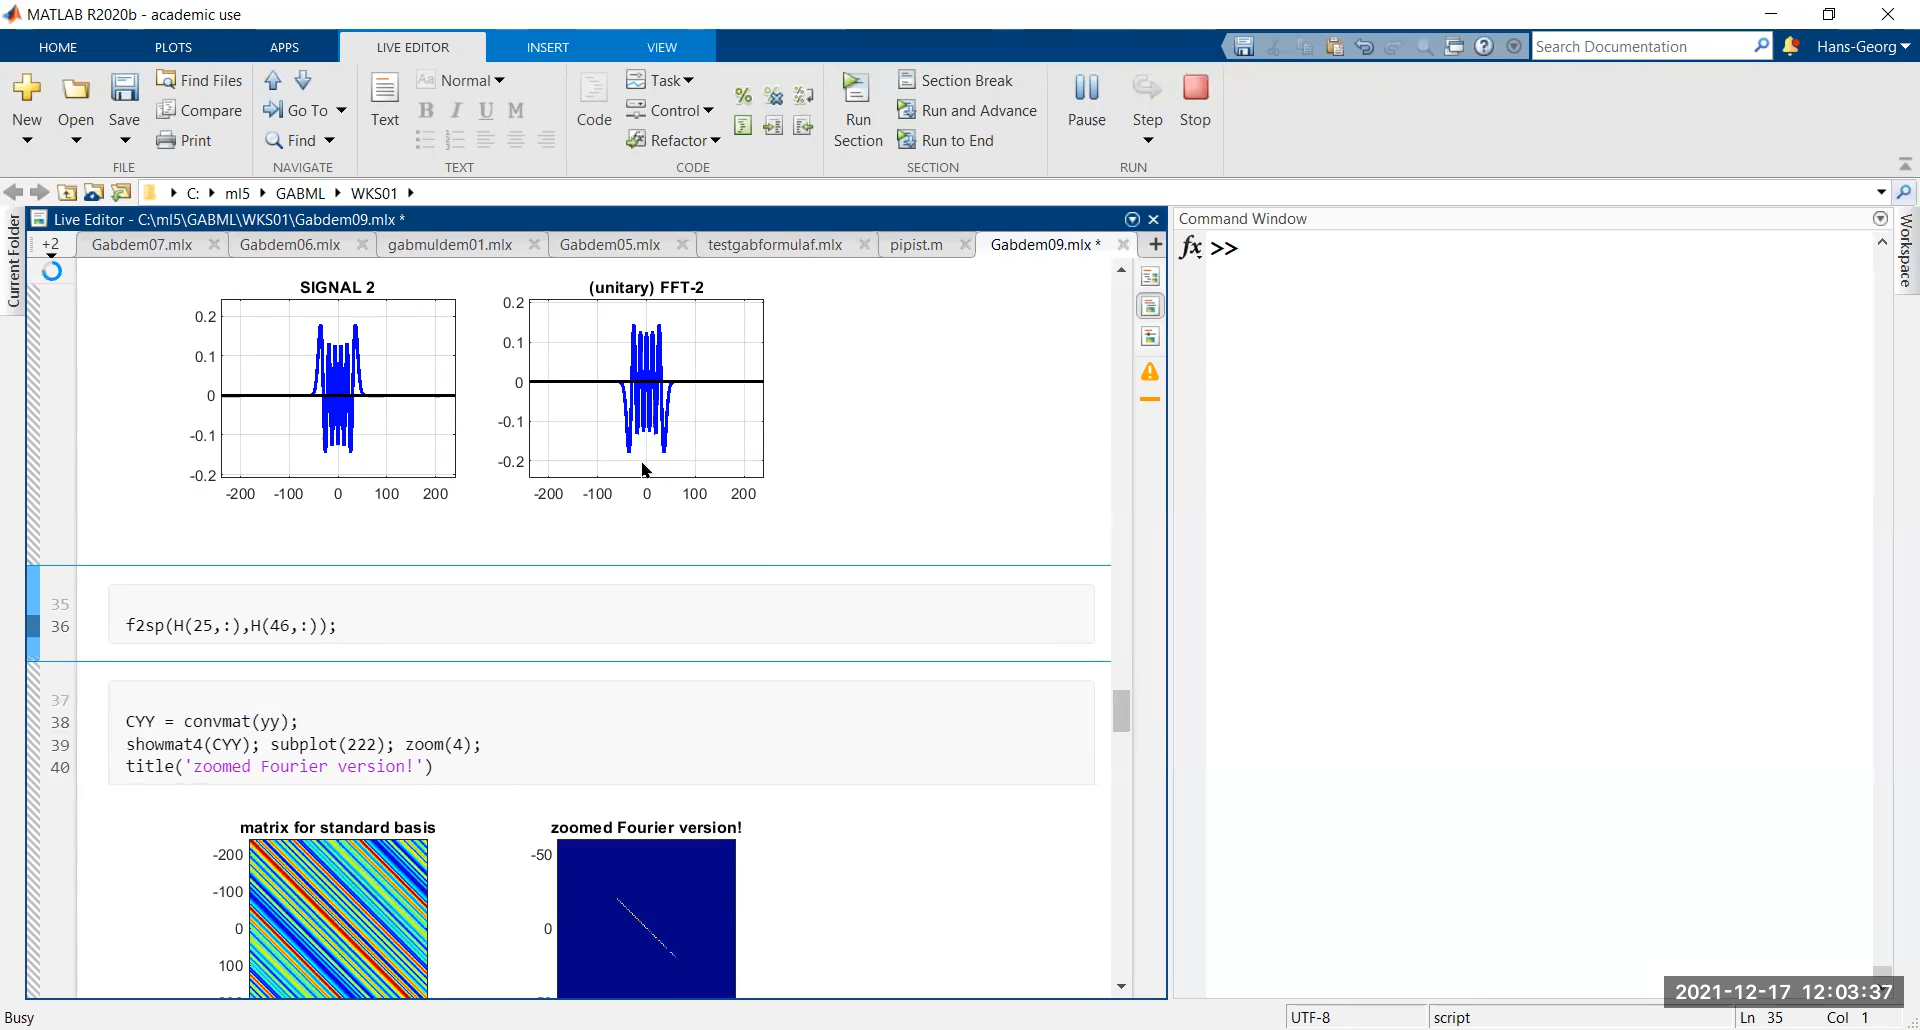 MATLAB R2020b - academic use
HOME PLOTS APPS LIVE EDITOR INSERT VIEW
Search Documentation
Hans-Georg
New
Open
Save
Find Files
Compare
Print
FILE
Go To
Find
NAVIGATE
Text
Aa Normal
B I U M
TEXT
Code
Task
Control
Refactor
CODE
Run Section
Section Break
Run and Advance
Run to End
SECTION
Pause
Step
Stop
RUN
C: ml5 GABML WKS01
Current Folder
Live Editor - C:\ml5\GABML\WKS01\Gabdem09.mlx *
+2 Gabdem07.mlx Gabdem06.mlx gabmuldem01.mlx Gabdem05.mlx testgabformulaf.mlx pipist.m Gabdem09.mlx * +
SIGNAL 2
0.2
0.1
0
-0.1
-0.2
-200 -100 0 100 200
(unitary) FFT-2
0.2
0.1
0
-0.1
-0.2
-200 -100 0 100 200
35
36 f2sp(H(25,:),H(46,:));
37
38 CYY = convmat(yy);
39 showmat4(CYY); subplot(222); zoom(4);
40 title('zoomed Fourier version!')
matrix for standard basis
-200
-100
0
100
zoomed Fourier version!
-50
0
Command Window
fx >>
Workspace
2021-12-17 12:03:37
Busy
UTF-8
script
Ln 35 Col 1